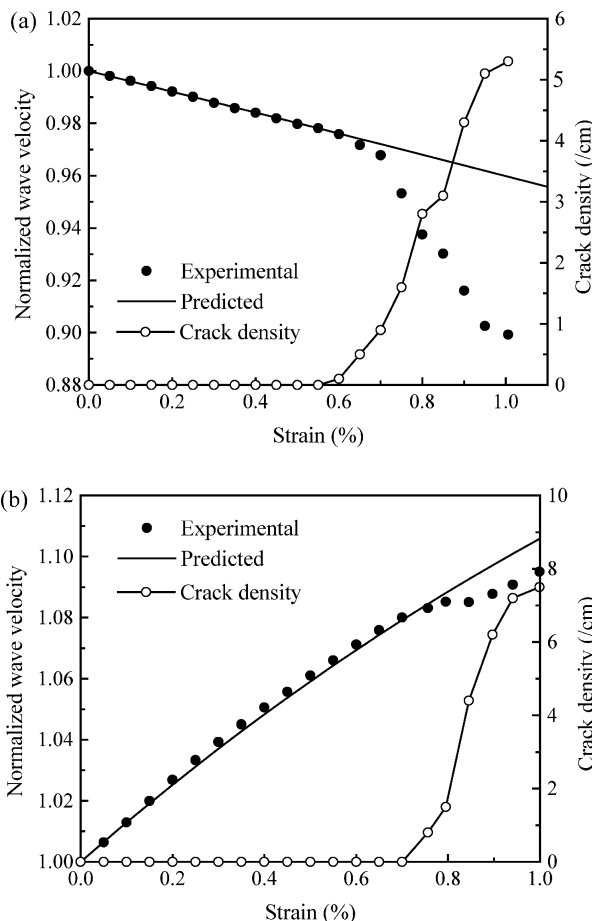 (a)
1.02
1.00
0.98
0.96
0.94
0.92
0.90
0.88
Normalized wave velocity
Experimental
Predicted
Crack density
6
5
4
3
2
1
0
Crack density (/cm)
0.0 0.2 0.4 0.6 0.8 1.0
Strain (%)
(b)
1.12
1.10
1.08
1.06
1.04
1.02
1.00
Normalized wave velocity
Experimental
Predicted
Crack density
10
8
6
4
2
0
Crack density (/cm)
0.0 0.2 0.4 0.6 0.8 1.0
Strain (%)